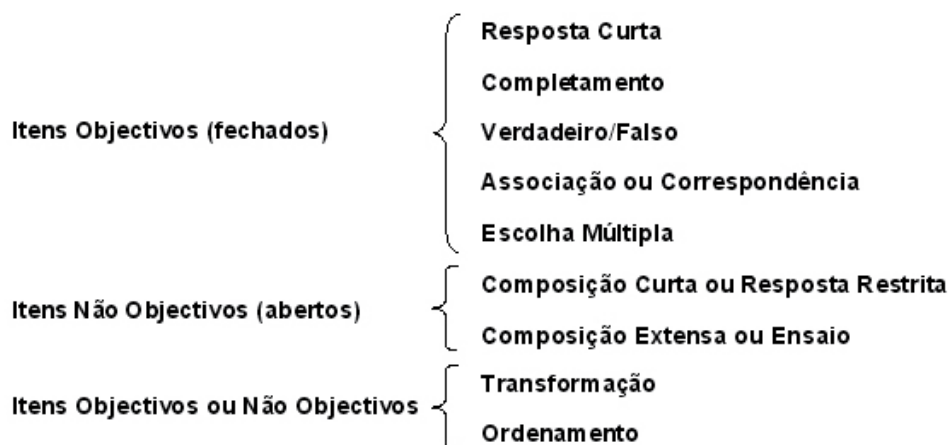 Resposta Curta
Completamento
Itens Objectivos (fechados)
Verdadeiro/Falso
Associação ou Correspondência
Escolha Múltipla
Composição Curta ou Resposta Restrita
Itens Não Objectivos (abertos)
Composição Extensa ou Ensaio
Transformação
Itens Objectivos ou Não Objectivos
Ordenamento